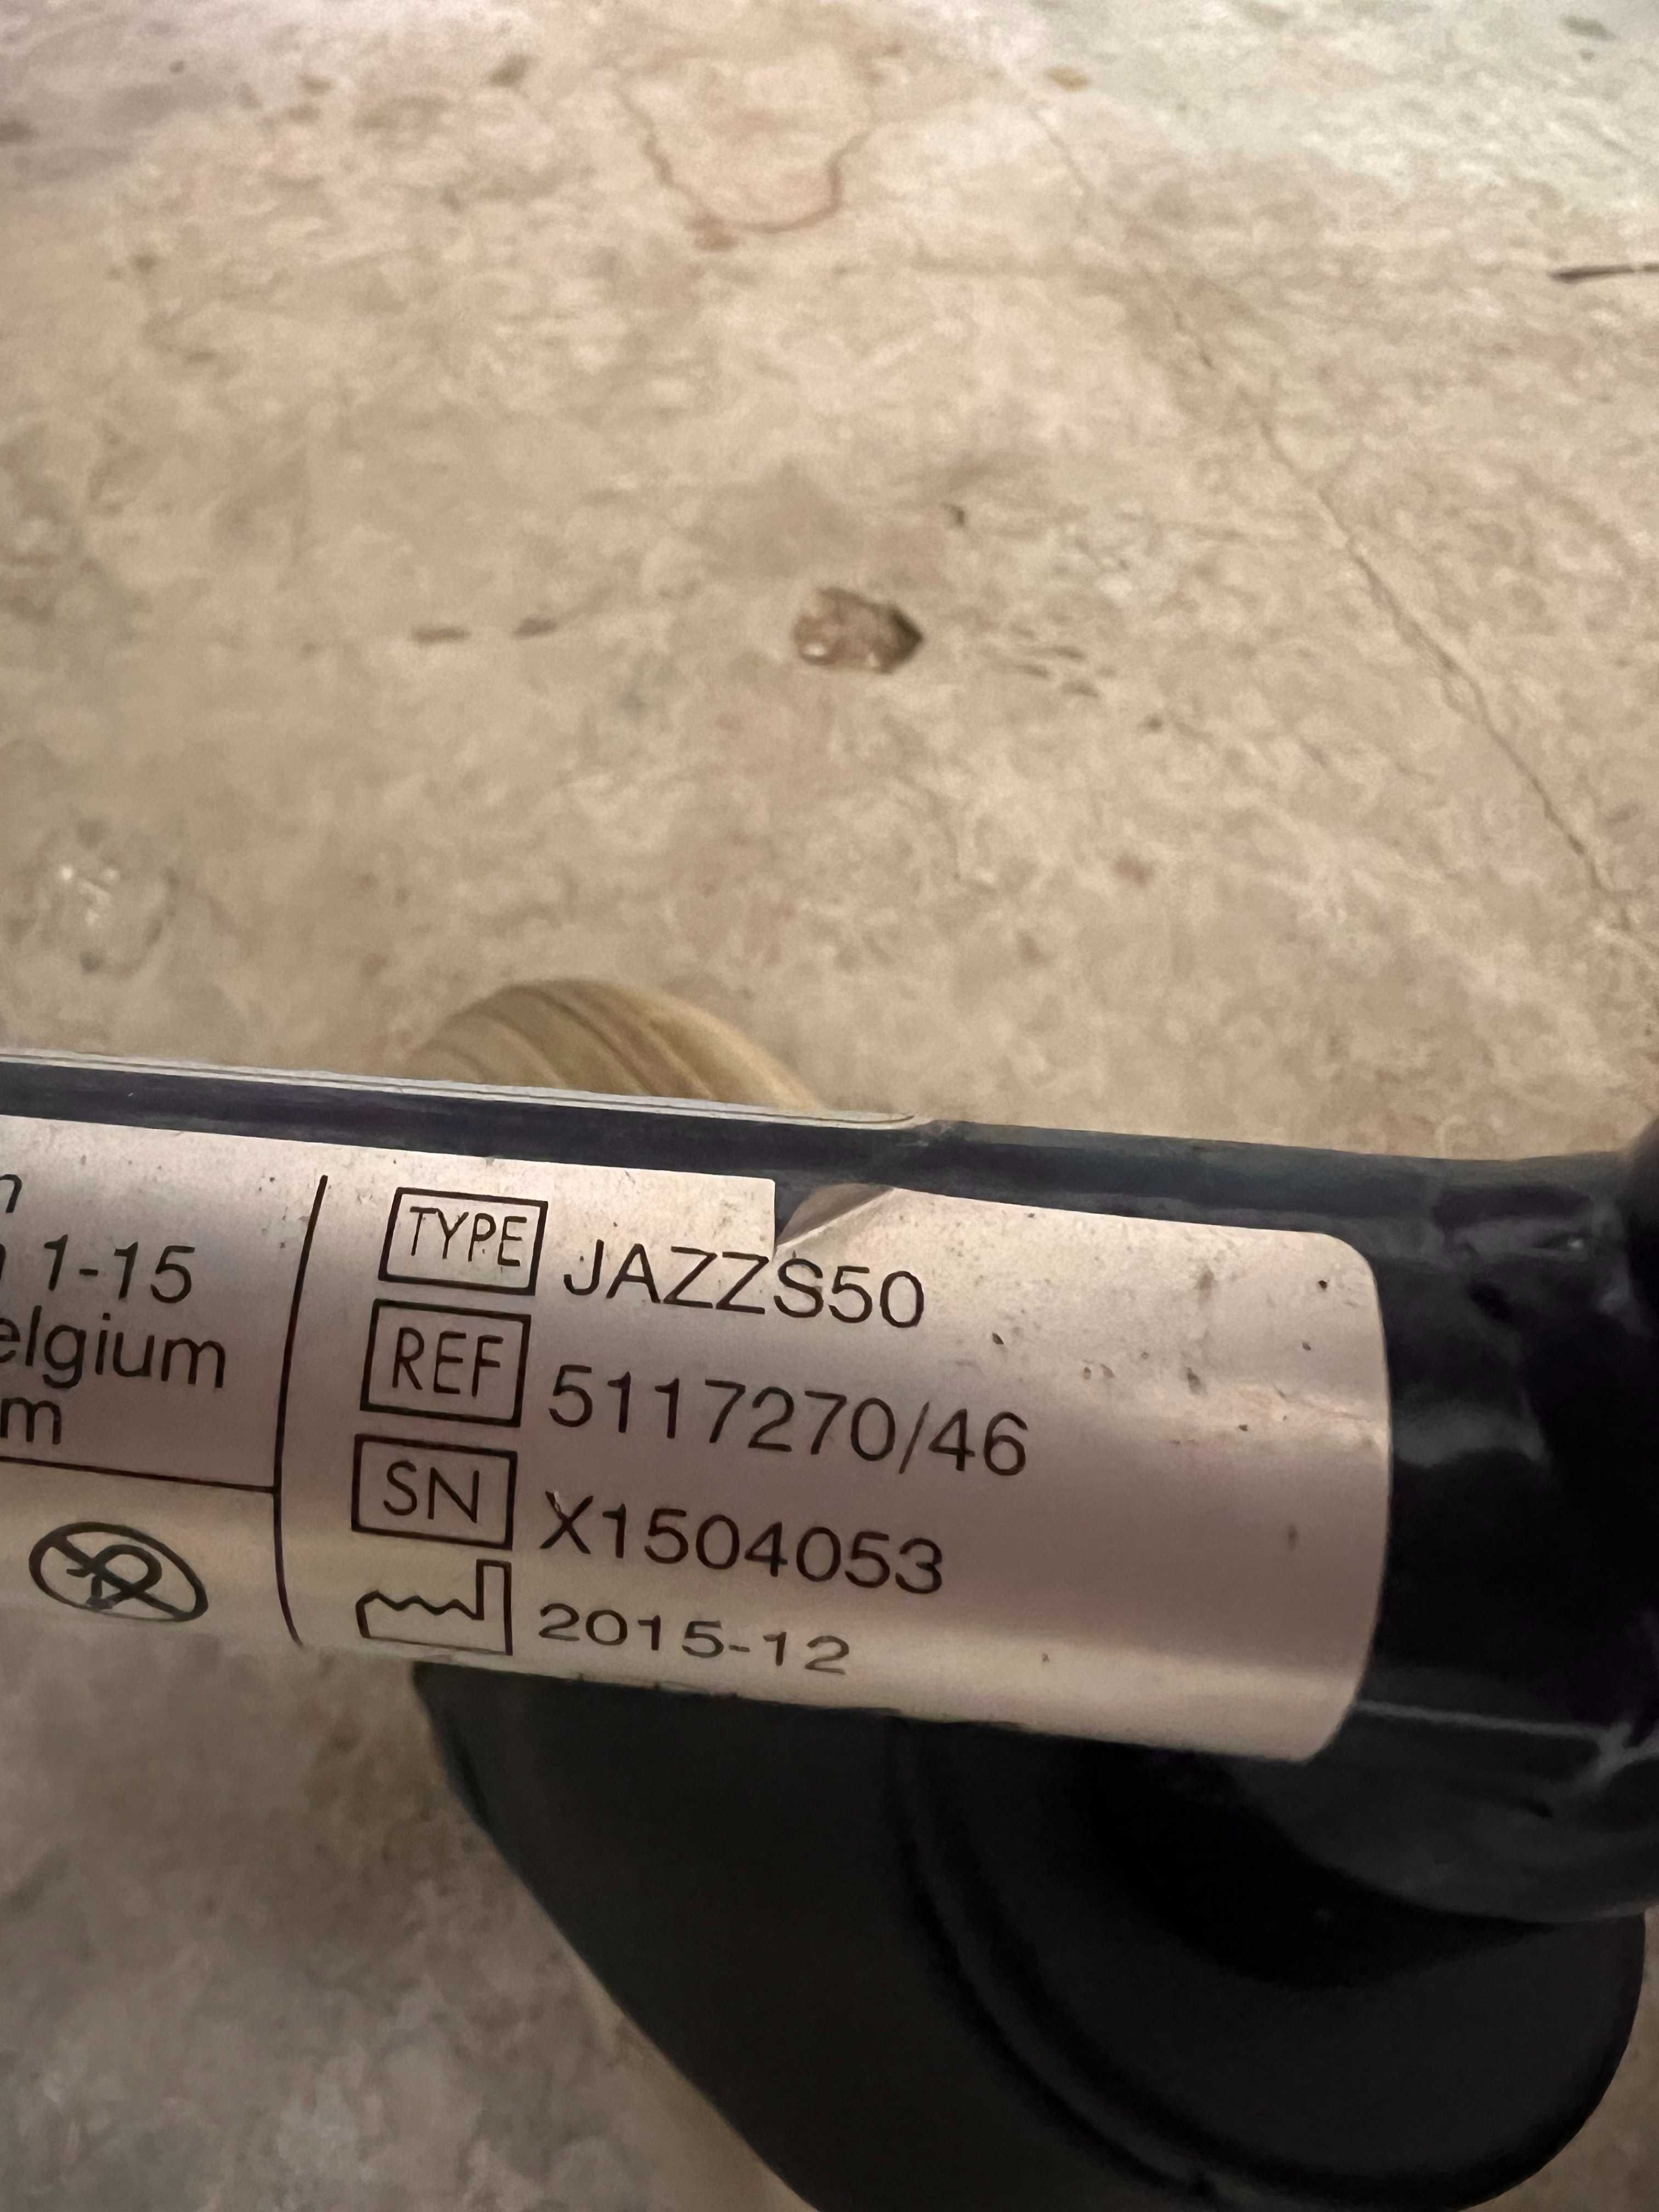 1-15
elgium
m
TYPE JAZZS50
REF 5117270/46
SN X1504053
2015-12